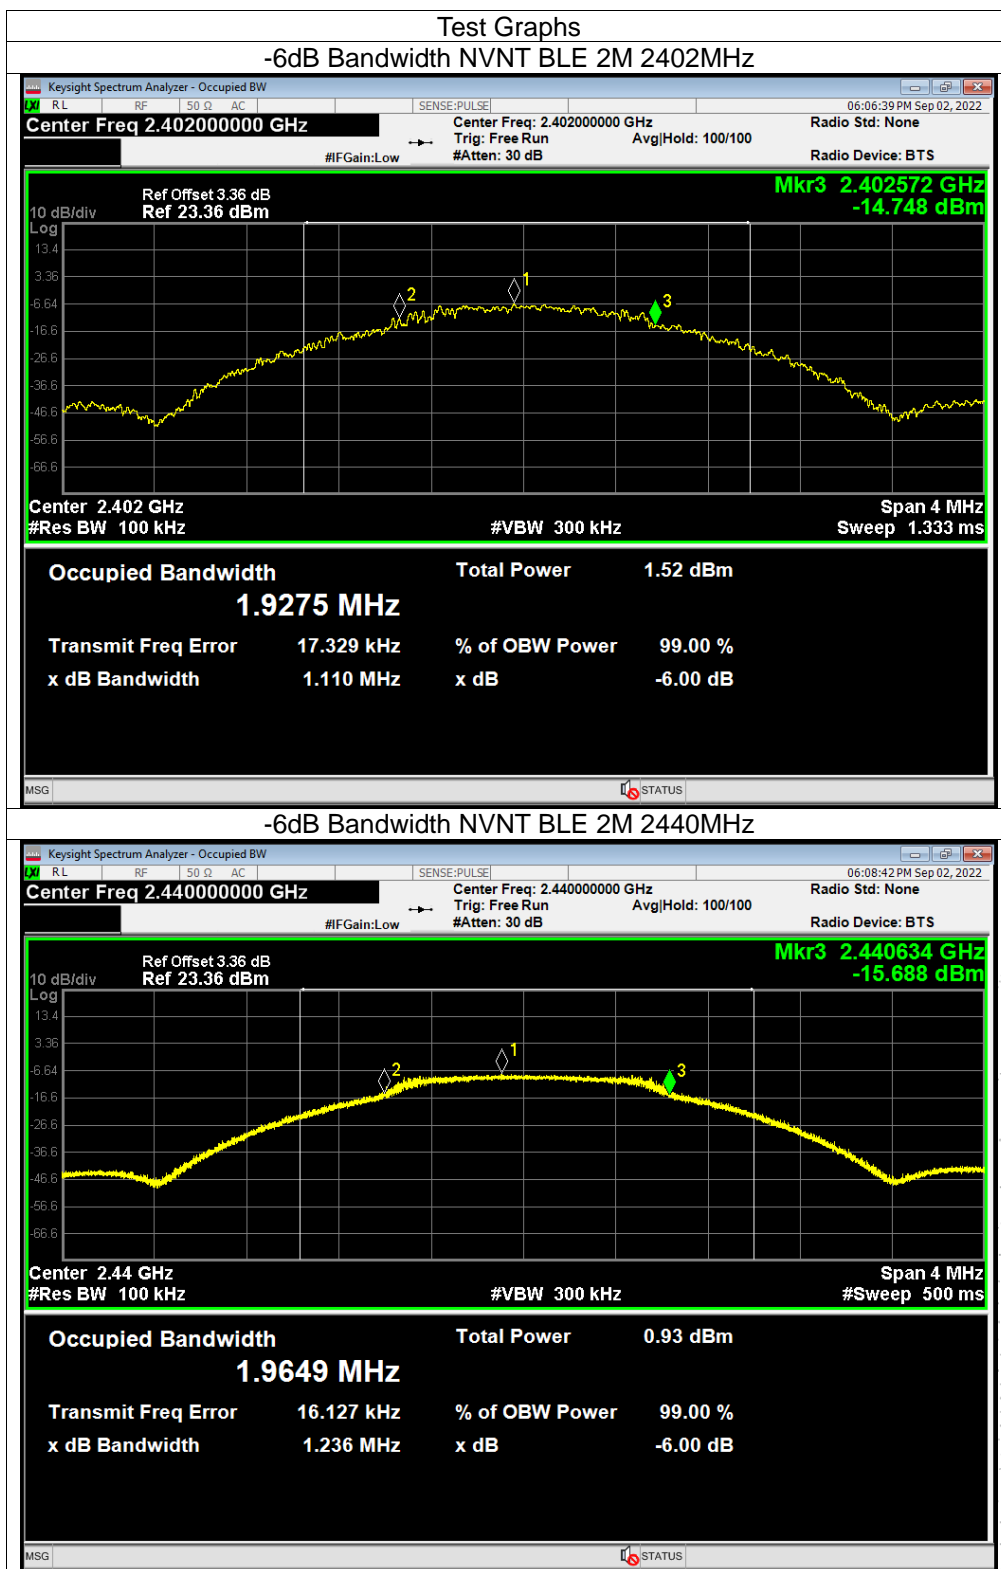 Test Graphs
-6dB Bandwidth NVNT BLE 2M 2402MHz
Keysight Spectrum Analyzer - Occupied BW
LXI RL RF 50 Ω AC SENSE:PULSE 06:06:39 PM Sep 02, 2022
Center Freq 2.402000000 GHz Center Freq: 2.402000000 GHz Radio Std: None
Trig: Free Run Avg|Hold: 100/100
#IFGain:Low #Atten: 30 dB Radio Device: BTS
Mkr3 2.402572 GHz
Ref Offset 3.36 dB
10 dB/div Ref 23.36 dBm -14.748 dBm
Log
13.4
3.36
1
2
3
-6.64
-16.6
-26.6
-36.6
-46.6
-56.6
-66.6
Center 2.402 GHz Span 4 MHz
#Res BW 100 kHz #VBW 300 kHz Sweep 1.333 ms
Occupied Bandwidth Total Power 1.52 dBm
1.9275 MHz
Transmit Freq Error 17.329 kHz % of OBW Power 99.00 %
x dB Bandwidth 1.110 MHz x dB -6.00 dB
MSG STATUS
-6dB Bandwidth NVNT BLE 2M 2440MHz
Keysight Spectrum Analyzer - Occupied BW
LXI RL RF 50 Ω AC SENSE:PULSE 06:08:42 PM Sep 02, 2022
Center Freq 2.440000000 GHz Center Freq: 2.440000000 GHz Radio Std: None
Trig: Free Run Avg|Hold: 100/100
#IFGain:Low #Atten: 30 dB Radio Device: BTS
Mkr3 2.440634 GHz
Ref Offset 3.36 dB
10 dB/div Ref 23.36 dBm -15.688 dBm
Log
13.4
3.36
1
2
3
-6.64
-16.6
-26.6
-36.6
-46.6
-56.6
-66.6
Center 2.44 GHz Span 4 MHz
#Res BW 100 kHz #VBW 300 kHz #Sweep 500 ms
Occupied Bandwidth Total Power 0.93 dBm
1.9649 MHz
Transmit Freq Error 16.127 kHz % of OBW Power 99.00 %
x dB Bandwidth 1.236 MHz x dB -6.00 dB
MSG STATUS